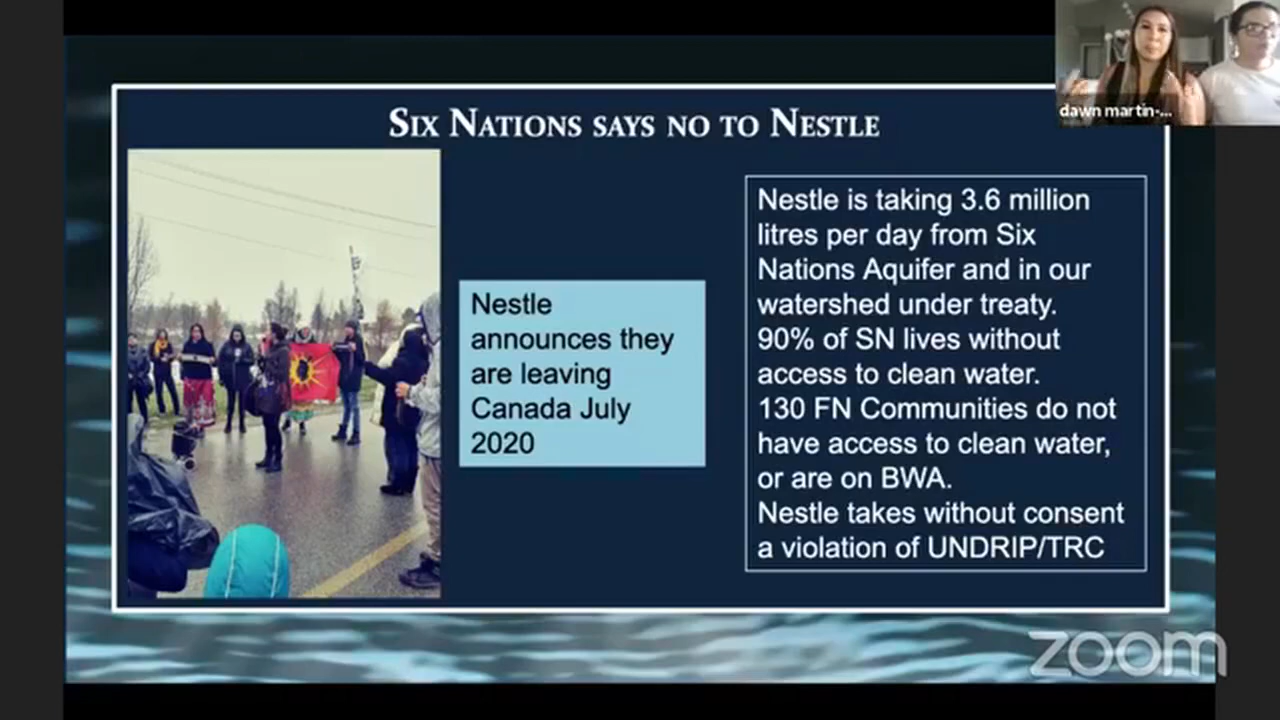 SIX NATIONS SAYS NO TO NESTLE
Nestle
announces they
are leaving
Canada July
2020
Nestle is taking 3.6 million
litres per day from Six
Nations Aquifer and in our
watershed under treaty.
90% of SN lives without
access to clean water.
130 FN Communities do not
have access to clean water,
or are on BWA.
Nestle takes without consent
a violation of UNDRIP/TRC
dawn martin-...
zoom